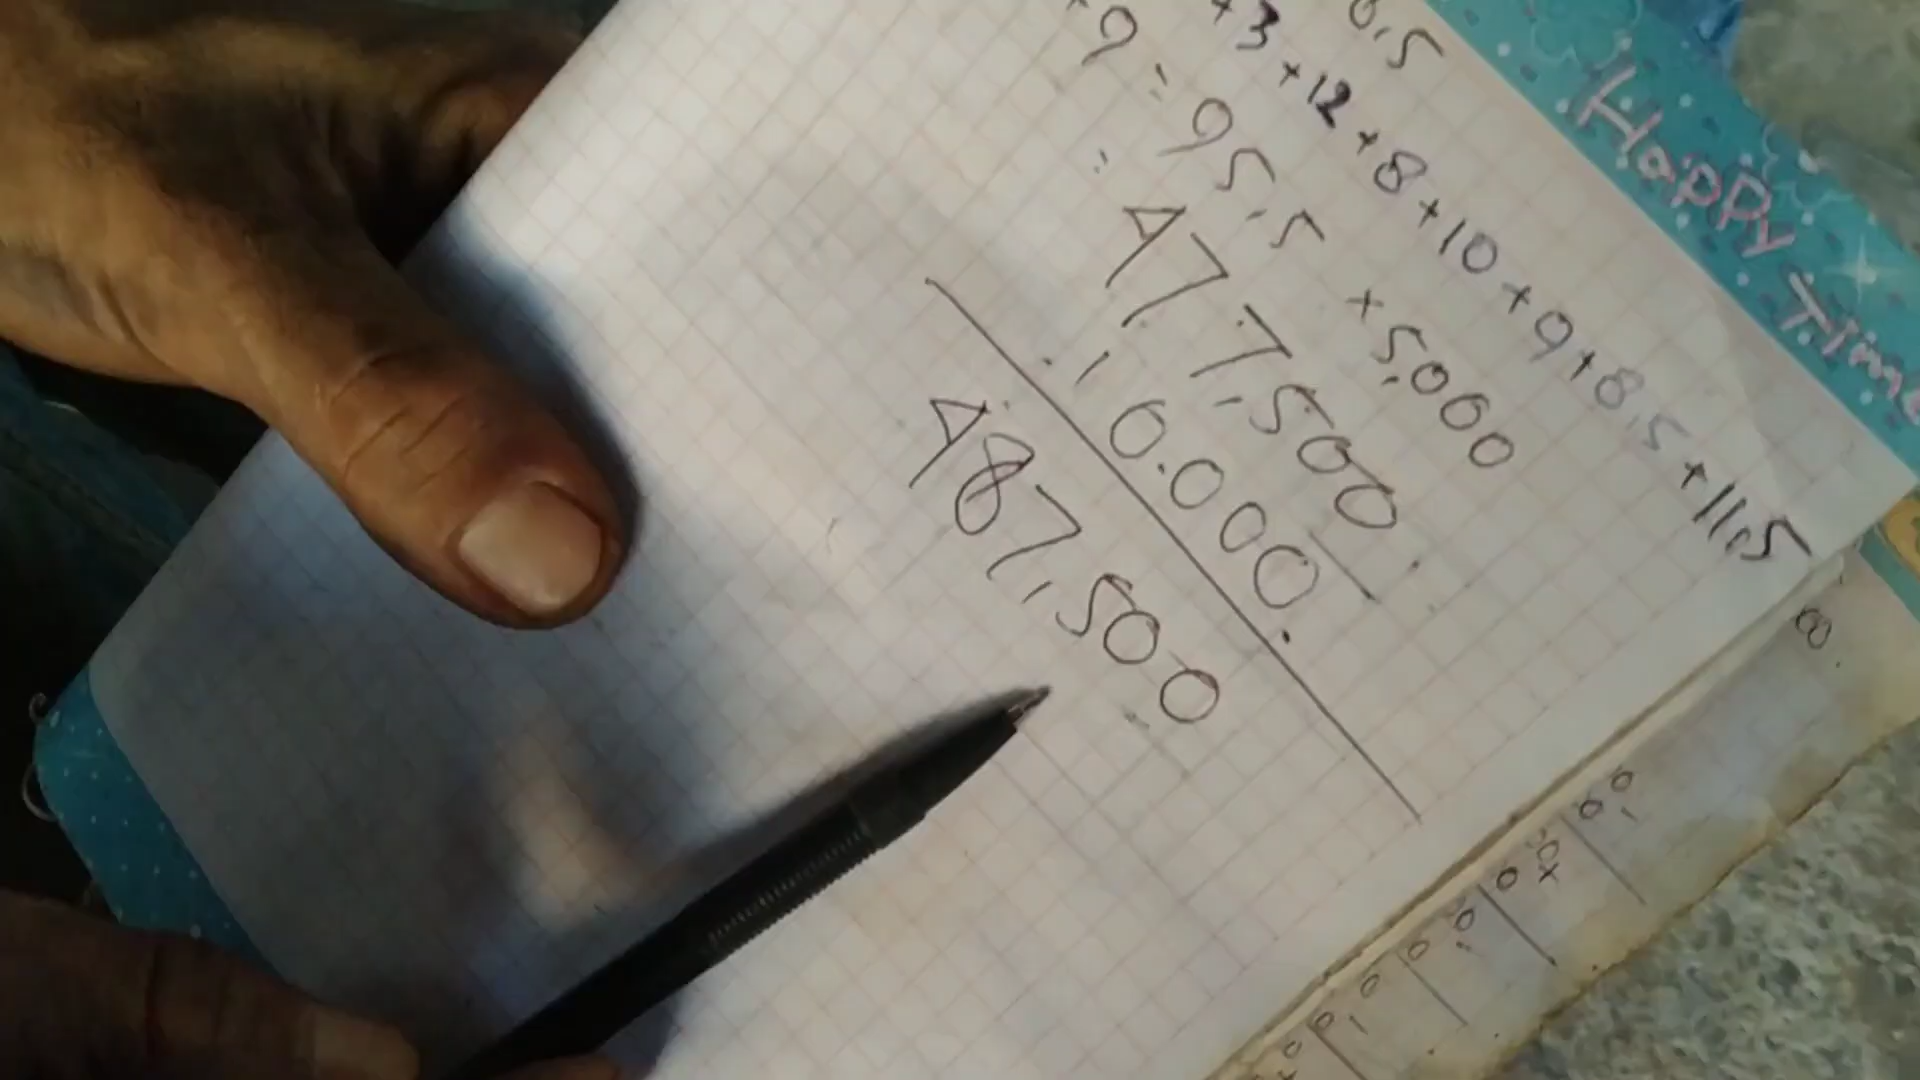 6,5
+3+12+8+10+9+8,5+11,5
+9 = 95,5 x 5,000
= 477,500
10.000.
487,500
Happy Time